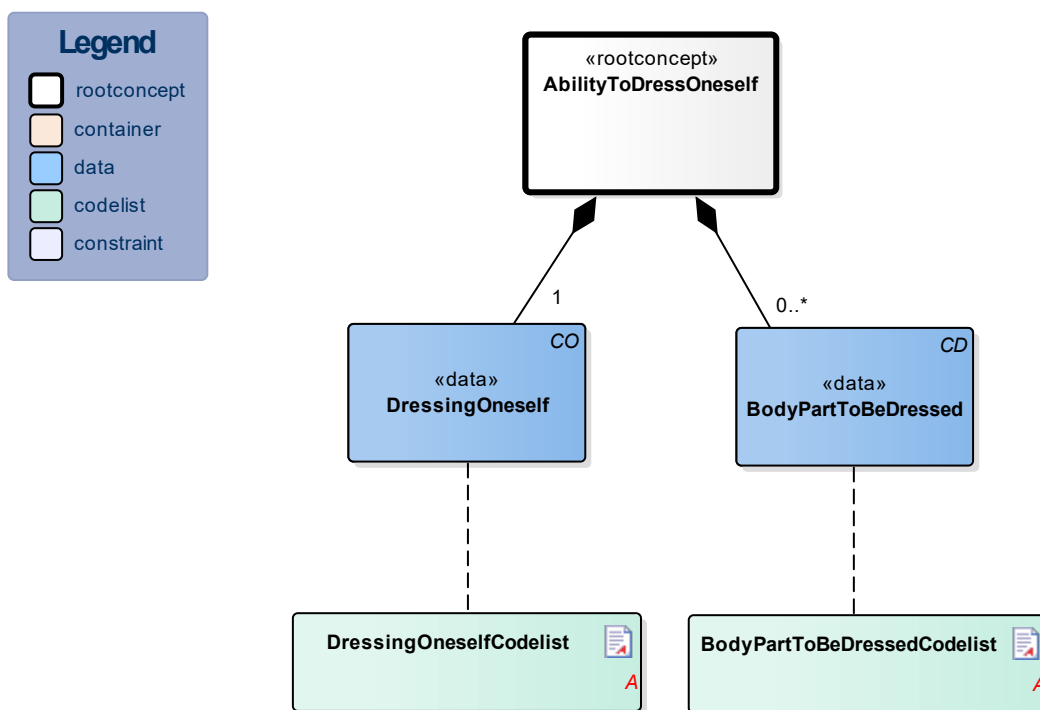 Legend
rootconcept
container
data
codelist
constraint
«rootconcept»
AbilityToDressOneself
1
0..*
CO
«data»
DressingOneself
CD
«data»
BodyPartToBeDressed
DressingOneselfCodelist
A
BodyPartToBeDressedCodelist
A